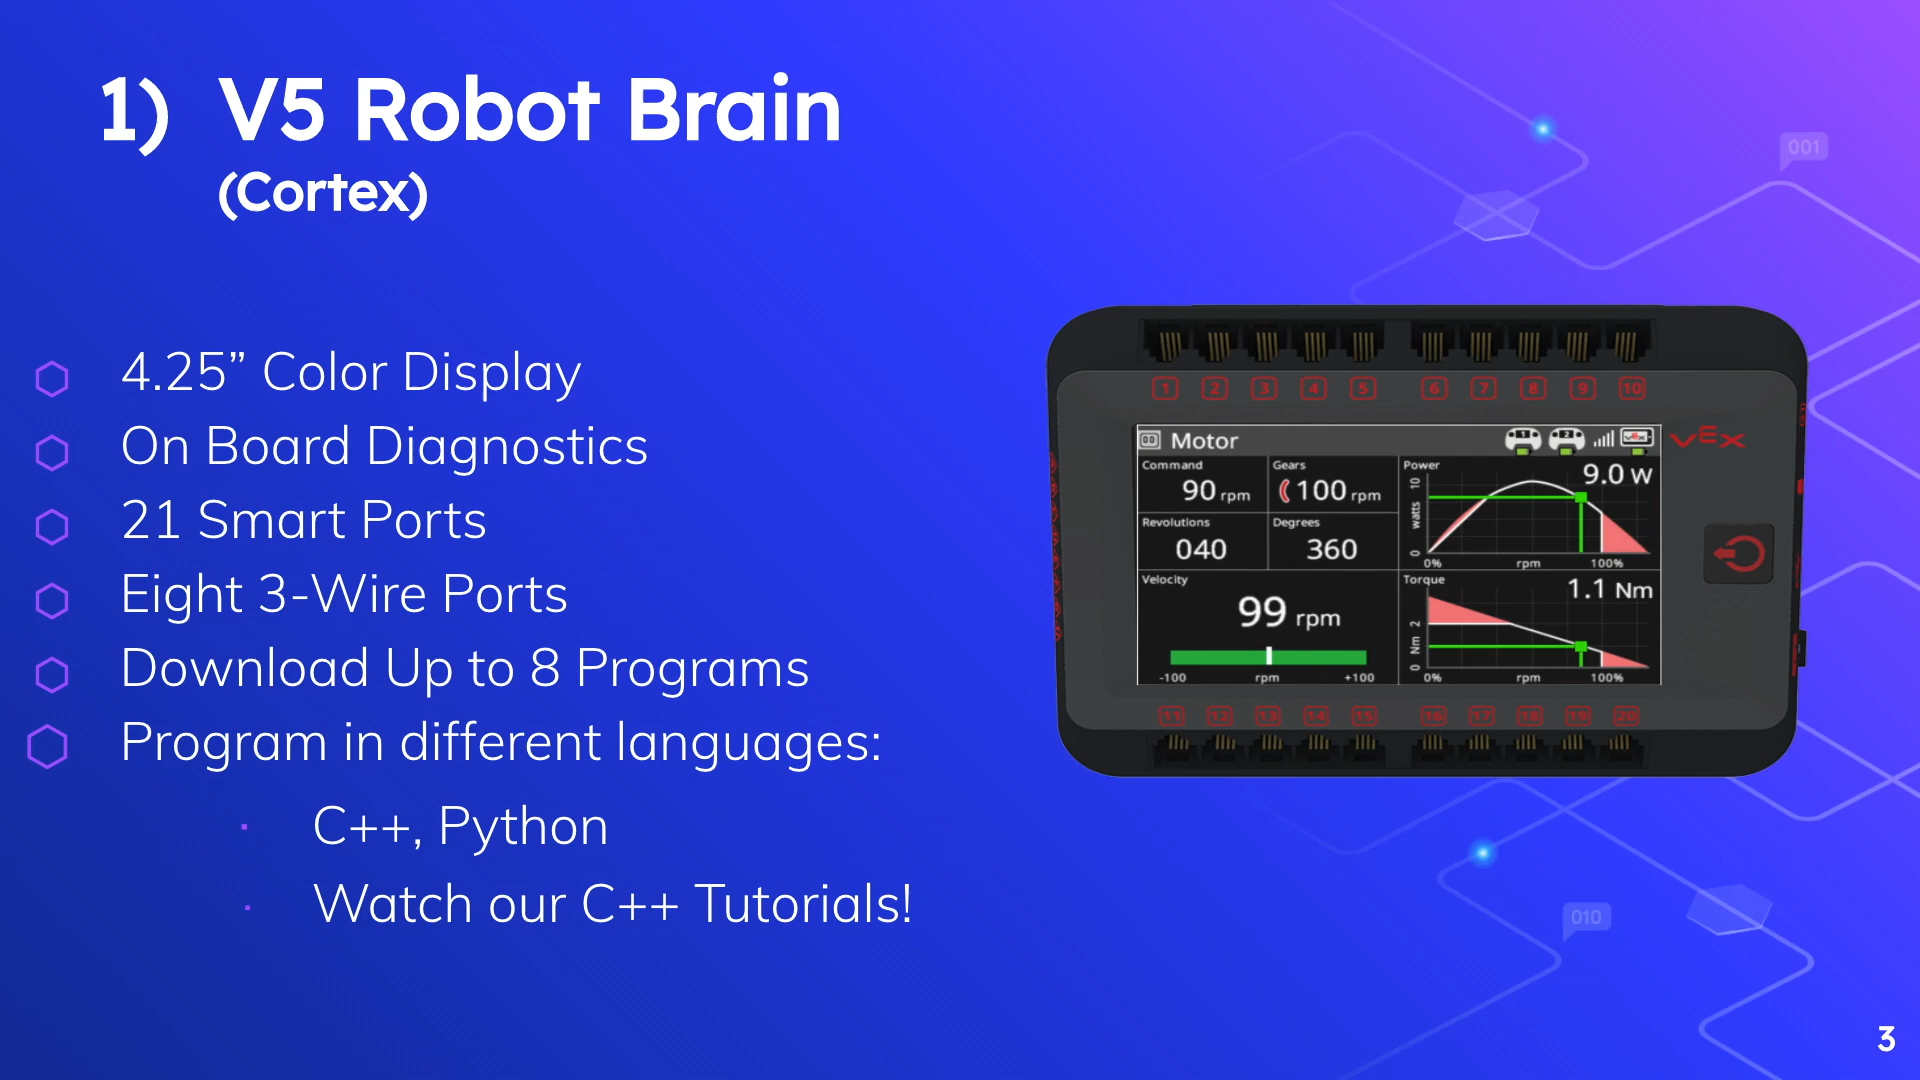 1) V5 Robot Brain
(Cortex)
4.25” Color Display
On Board Diagnostics
21 Smart Ports
Eight 3-Wire Ports
Download Up to 8 Programs
Program in different languages:
C++, Python
Watch our C++ Tutorials!
001
1 2 3 4 5 6 7 8 9 10
Motor
1 2
VEX
VEX
Command
90 rpm
Gears
100 rpm
Revolutions
040
Degrees
360
Velocity
99 rpm
-100 rpm +100
Power
9.0 W
10
watts
0
0% rpm 100%
Torque
1.1 Nm
2
Nm
0
0% rpm 100%
11 12 13 14 15 16 17 18 19 20
010
3